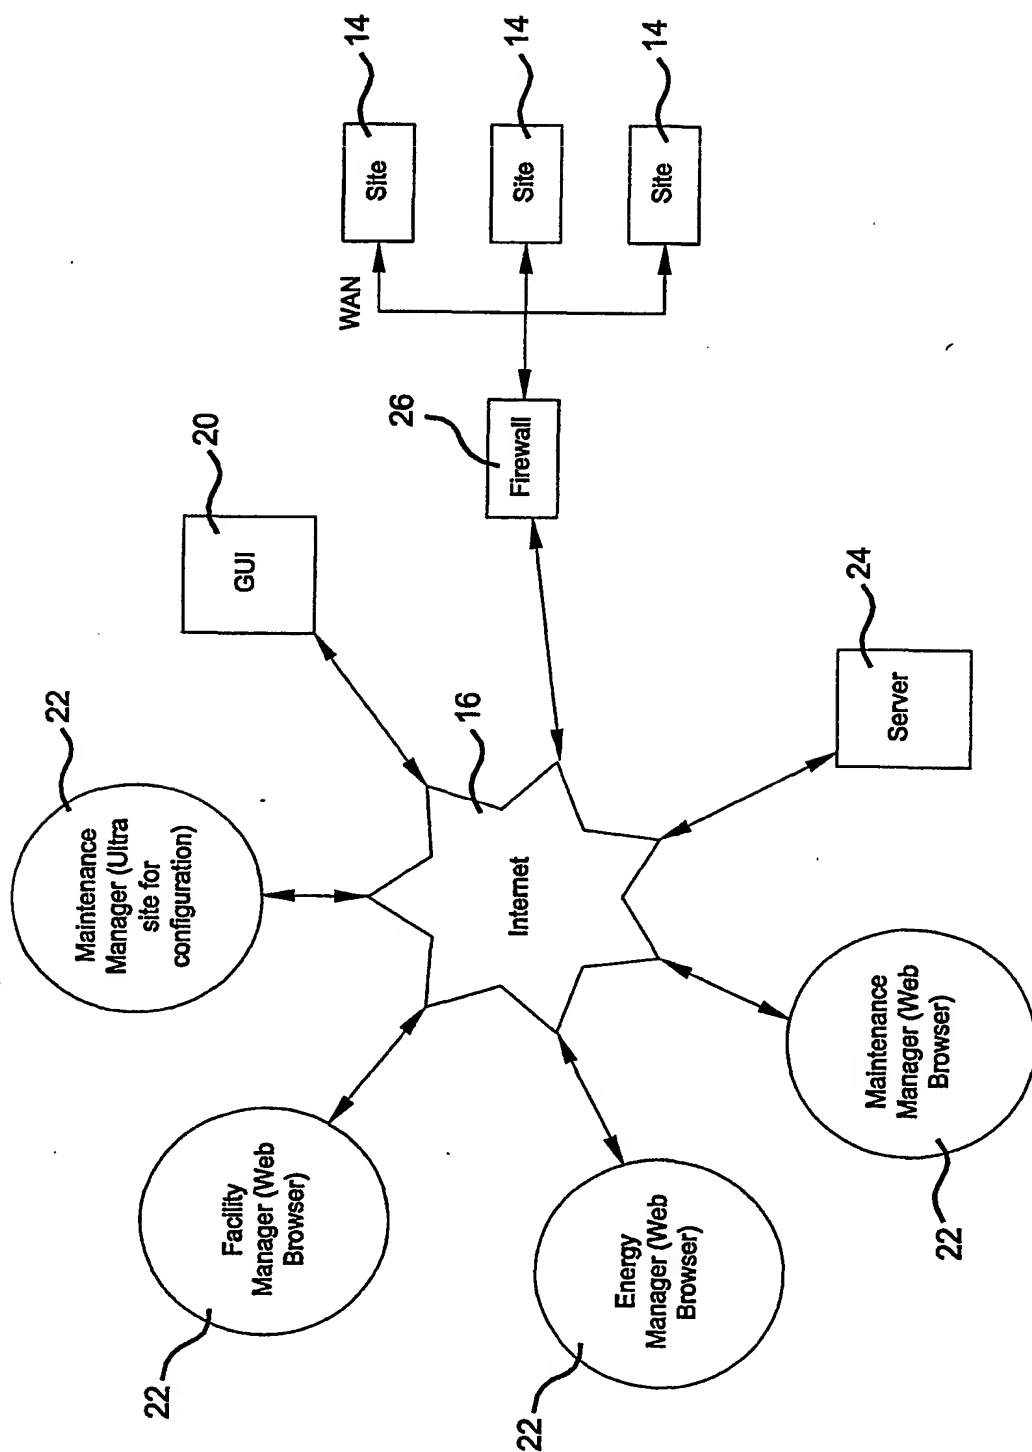 22
Facility
Manager (Web
Browser)
22
Maintenance
Manager (Ultra
site for
configuration)
20
GUI
WAN
14
Site
14
Site
14
Site
26
Firewall
16
Internet
24
Server
22
Energy
Manager (Web
Browser)
22
Maintenance
Manager (Web
Browser)